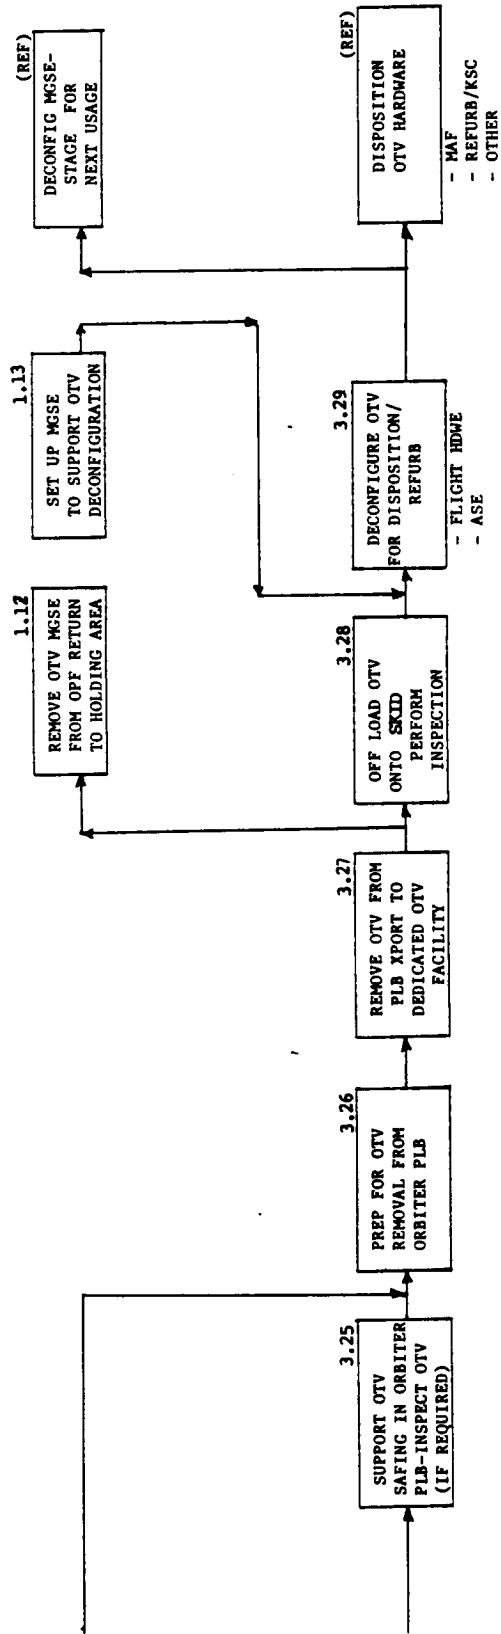 1.12
REMOVE OTV MGSE
FROM OPF RETURN
TO HOLDING AREA
1.13
SET UP MGSE
TO SUPPORT OTV
DECONFIGURATION
(REF)
DECONFIG MGSE-
STAGE FOR
NEXT USAGE
3.25
SUPPORT OTV
SAFING IN ORBITER
PLB-INSPECT OTV
(IF REQUIRED)
3.26
PREP FOR OTV
REMOVAL FROM
ORBITER PLB
3.27
REMOVE OTV FROM
PLB XPORT TO
DEDICATED OTV
FACILITY
3.28
OFF LOAD OTV
ONTO SKID
PERFORM
INSPECTION
3.29
DECONFIGURE OTV
FOR DISPOSITION/
REFURB
- FLIGHT HDWE
- ASE
(REF)
DISPOSITION
OTV HARDWARE
- MAF
- REFURB/KSC
- OTHER